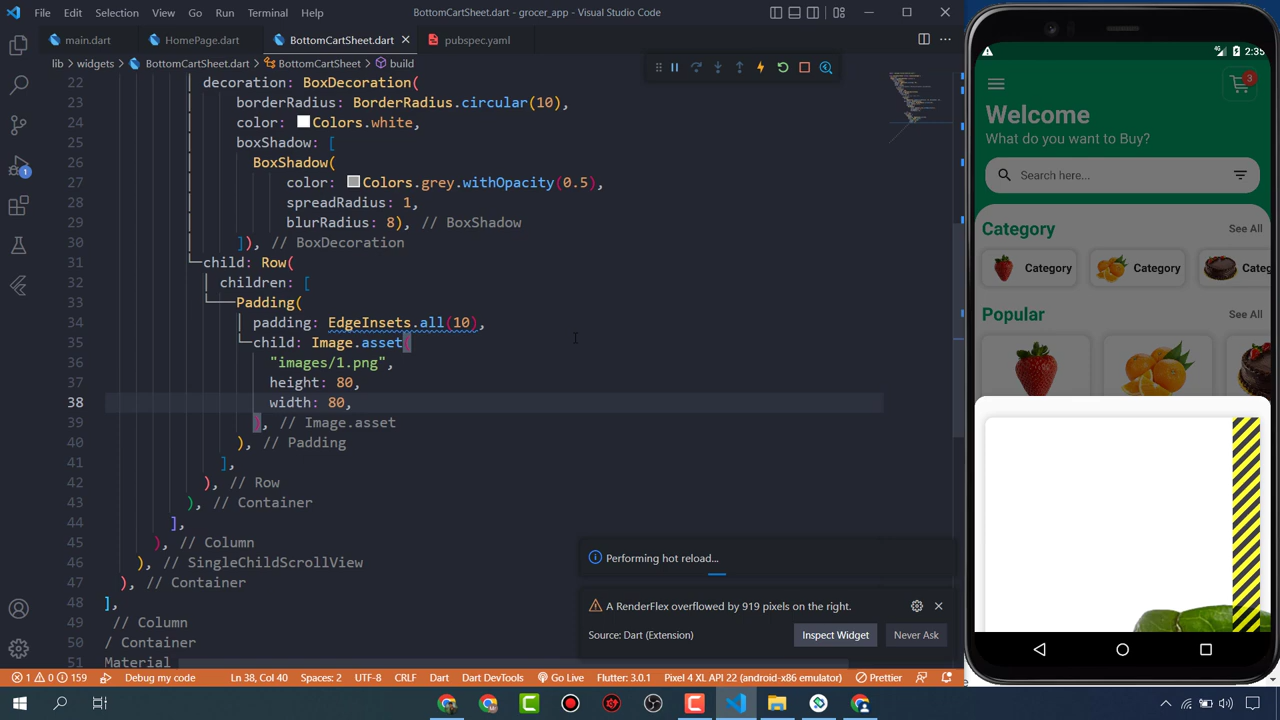 File Edit Selection View Go Run Terminal Help BottomCartSheet.dart - grocer_app - Visual Studio Code
main.dart HomePage.dart BottomCartSheet.dart pubspec.yaml
lib > widgets > BottomCartSheet.dart > BottomCartSheet > build
22 decoration: BoxDecoration(
23 borderRadius: BorderRadius.circular(10),
24 color: Colors.white,
25 boxShadow: [
26 BoxShadow(
27 color: Colors.grey.withOpacity(0.5),
28 spreadRadius: 1,
29 blurRadius: 8), // BoxShadow
30 ]), // BoxDecoration
31 child: Row(
32 children: [
33 Padding(
34 padding: EdgeInsets.all(10),
35 child: Image.asset(
36 "images/1.png",
37 height: 80,
38 width: 80,
39 ), // Image.asset
40 ), // Padding
41 ],
42 ), // Row
43 ), // Container
44 ],
45 ), // Column
46 ), // SingleChildScrollView
47 ), // Container
48 ],
49 // Column
50 / Container
51 Material
Performing hot reload...
A RenderFlex overflowed by 919 pixels on the right.
Source: Dart (Extension) Inspect Widget Never Ask
1
1 0 159 Debug my code Ln 38, Col 40 Spaces: 2 UTF-8 CRLF Dart Dart DevTools Go Live Flutter: 3.0.1 Pixel 4 XL API 22 (android-x86 emulator) Prettier
2:35
3
Welcome
What do you want to Buy?
Search here...
Category See All
Category Category Categ
Popular See All